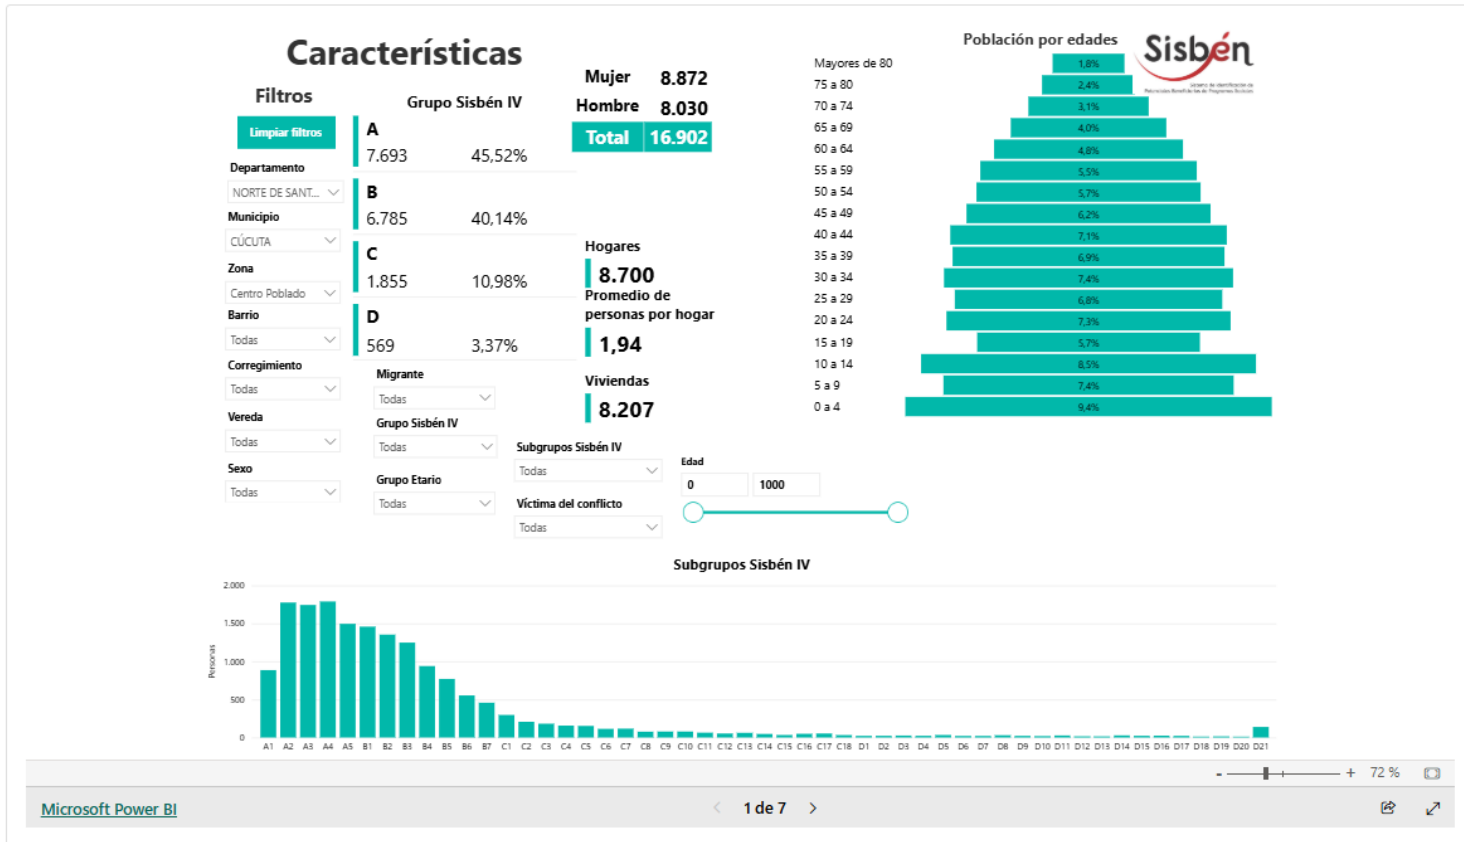 Características
Filtros
Limpiar filtros
Departamento
NORTE DE SANT...
Municipio
CÚCUTA
Zona
Centro Poblado
Barrio
Todas
Corregimiento
Todas
Vereda
Todas
Sexo
Todas
Grupo Sisbén IV
A
7.693 45,52%
B
6.785 40,14%
C
1.855 10,98%
D
569 3,37%
Migrante
Todas
Grupo Sisbén IV
Todas
Grupo Etario
Todas
Mujer 8.872
Hombre 8.030
Total 16.902
Hogares
8.700
Promedio de
personas por hogar
1,94
Viviendas
8.207
Subgrupos Sisbén IV
Todas
Víctima del conflicto
Todas
Edad
0 1000
Población por edades
Sisbén
Sistema de Identificación de
Potenciales Beneficiarios de Programas Sociales
Mayores de 80 1,8%
75 a 80 2,4%
70 a 74 3,1%
65 a 69 4,0%
60 a 64 4,8%
55 a 59 5,5%
50 a 54 5,7%
45 a 49 6,2%
40 a 44 7,1%
35 a 39 6,9%
30 a 34 7,4%
25 a 29 6,8%
20 a 24 7,3%
15 a 19 5,7%
10 a 14 8,5%
5 a 9 7,4%
0 a 4 9,4%
Subgrupos Sisbén IV
Personas
2.000
1.500
1.000
500
0
A1 A2 A3 A4 A5 B1 B2 B3 B4 B5 B6 B7 C1 C2 C3 C4 C5 C6 C7 C8 C9 C10 C11 C12 C13 C14 C15 C16 C17 C18 D1 D2 D3 D4 D5 D6 D7 D8 D9 D10 D11 D12 D13 D14 D15 D16 D17 D18 D19 D20 D21
- + 72 %
Microsoft Power BI
1 de 7